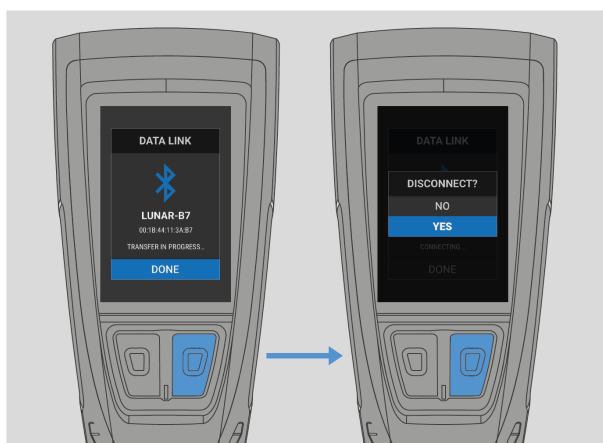 DATA LINK
LUNAR-B7
00:1B:44:11:3A:B7
TRANSFER IN PROGRESS...
DONE
DATA LINK
DISCONNECT?
NO
YES
CONNECTING...
DONE